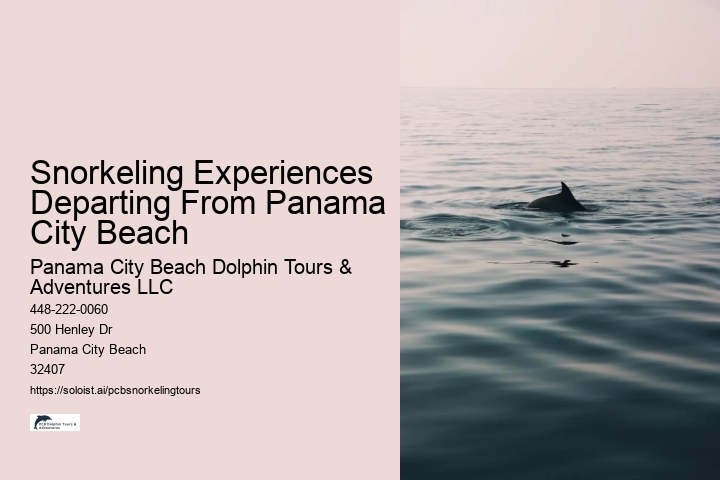 Snorkeling Experiences
Departing From Panama
City Beach
Panama City Beach Dolphin Tours &
Adventures LLC
448-222-0060
500 Henley Dr
Panama City Beach
32407
https://soloist.ai/pcbsnorkelingtours
PCB Dolphin Tours &
Adventures